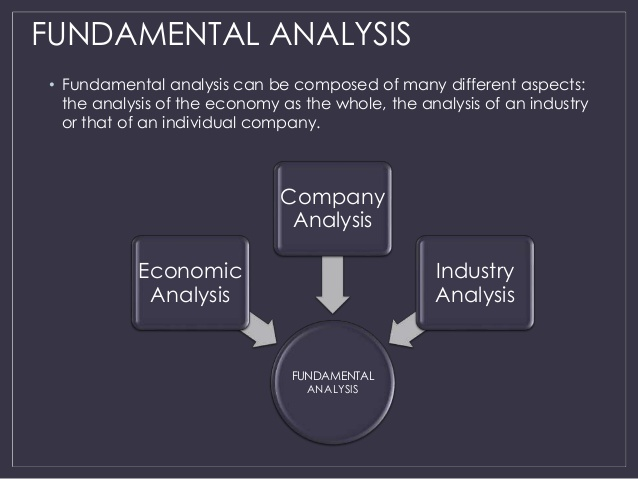 FUNDAMENTAL ANALYSIS
• Fundamental analysis can be composed of many different aspects:
the analysis of the economy as the whole, the analysis of an industry
or that of an individual company.
Company
Analysis
Economic
Analysis
Industry
Analysis
FUNDAMENTAL
ANALYSIS